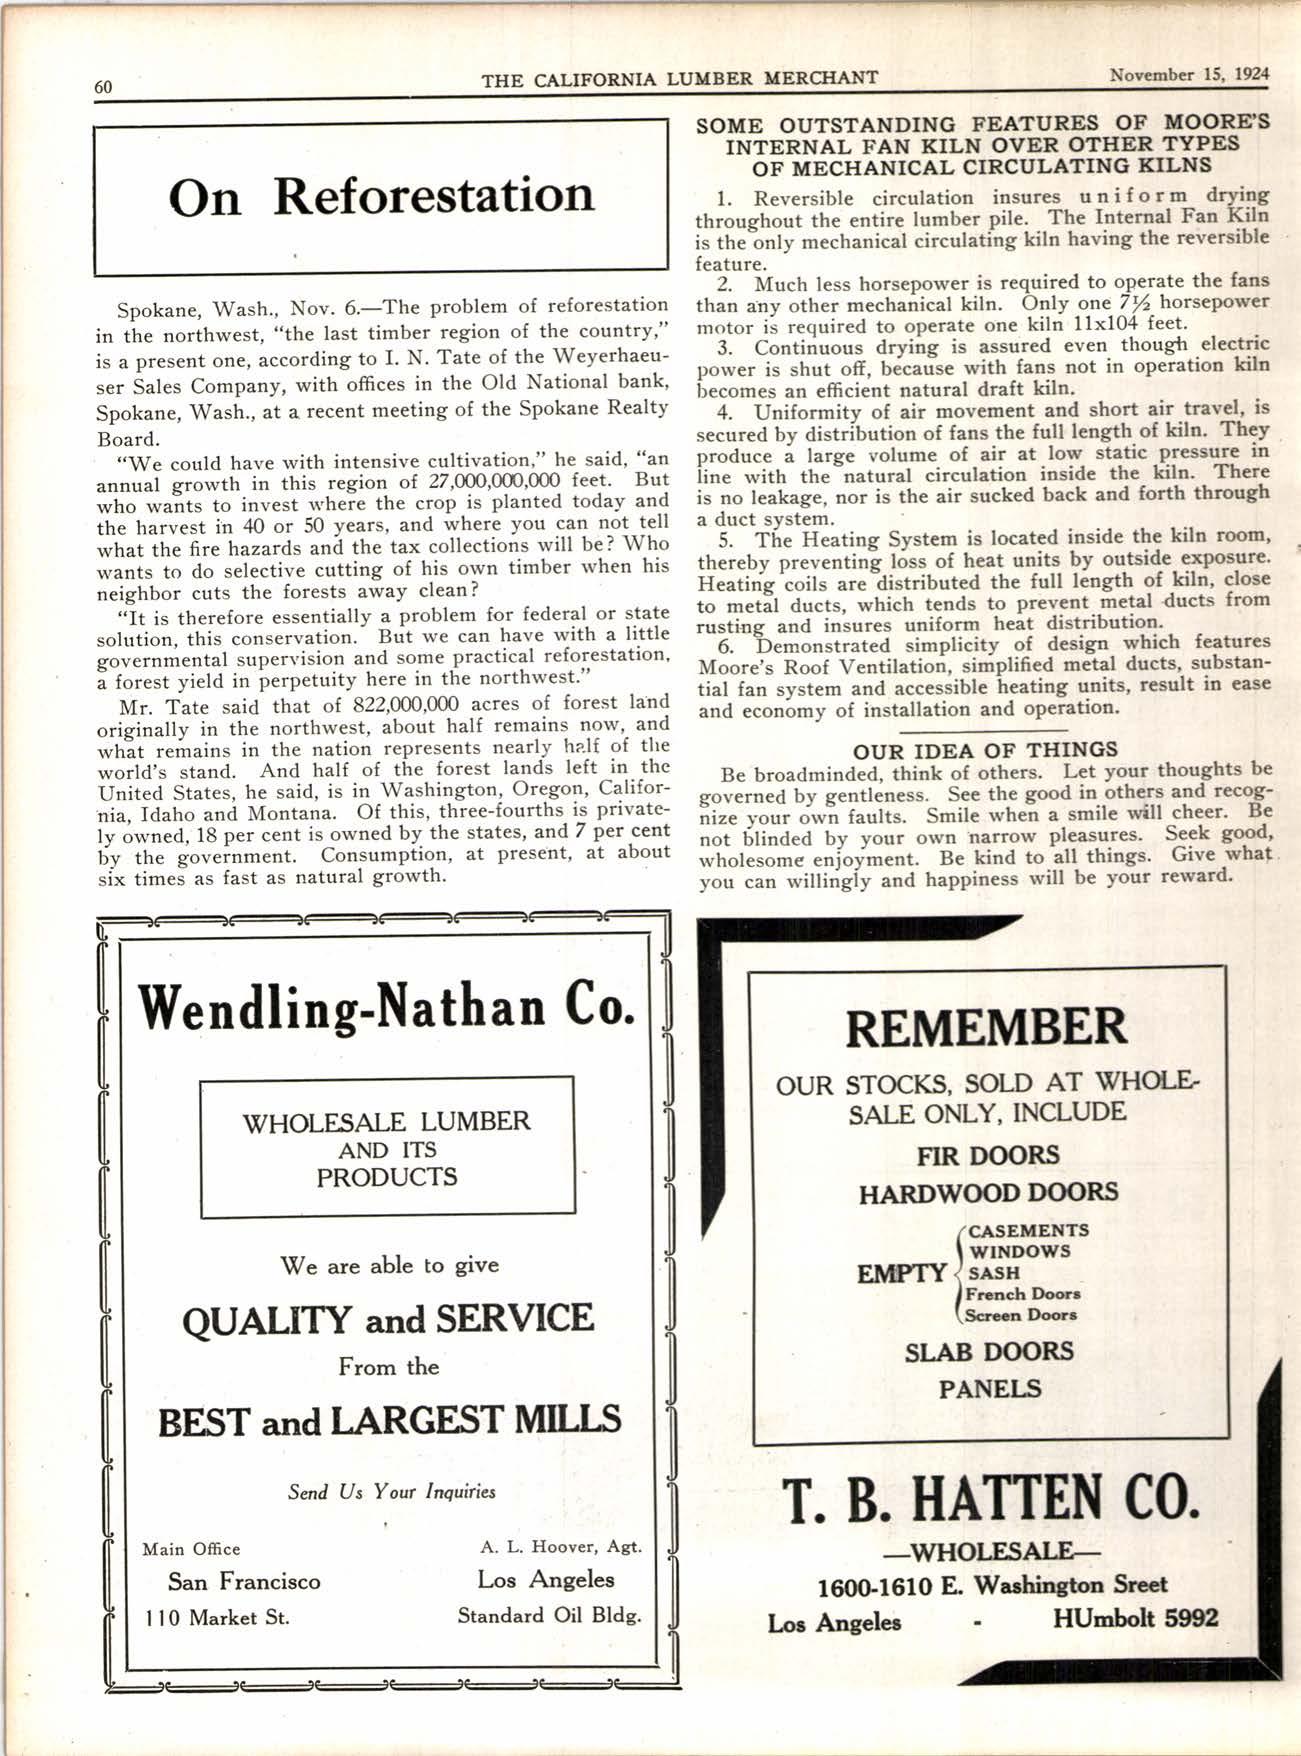 60
THE CALIFORNIA LUMBER MERCHANT
November 15, 1924
On Reforestation
Spokane, Wash., Nov. 6.—The problem of reforestation
in the northwest, “the last timber region of the country,”
is a present one, according to I. N. Tate of the Weyerhaeu-
ser Sales Company, with offices in the Old National bank,
Spokane, Wash., at a recent meeting of the Spokane Realty
Board.
“We could have with intensive cultivation,” he said, “an
annual growth in this region of 27,000,000,000 feet. But
who wants to invest where the crop is planted today and
the harvest in 40 or 50 years, and where you can not tell
what the fire hazards and the tax collections will be? Who
wants to do selective cutting of his own timber when his
neighbor cuts the forests away clean?
“It is therefore essentially a problem for federal or state
solution, this conservation. But we can have with a little
governmental supervision and some practical reforestation,
a forest yield in perpetuity here in the northwest.”
Mr. Tate said that of 822,000,000 acres of forest land
originally in the northwest, about half remains now, and
what remains in the nation represents nearly half of the
world’s stand. And half of the forest lands left in the
United States, he said, is in Washington, Oregon, Califor-
nia, Idaho and Montana. Of this, three-fourths is private-
ly owned, 18 per cent is owned by the states, and 7 per cent
by the government. Consumption, at present, at about
six times as fast as natural growth.
SOME OUTSTANDING FEATURES OF MOORE’S
INTERNAL FAN KILN OVER OTHER TYPES
OF MECHANICAL CIRCULATING KILNS
1. Reversible circulation insures uniform drying
throughout the entire lumber pile. The Internal Fan Kiln
is the only mechanical circulating kiln having the reversible
feature.
2. Much less horsepower is required to operate the fans
than any other mechanical kiln. Only one 7½ horsepower
motor is required to operate one kiln 11x104 feet.
3. Continuous drying is assured even though electric
power is shut off, because with fans not in operation kiln
becomes an efficient natural draft kiln.
4. Uniformity of air movement and short air travel, is
secured by distribution of fans the full length of kiln. They
produce a large volume of air at low static pressure in
line with the natural circulation inside the kiln. There
is no leakage, nor is the air sucked back and forth through
a duct system.
5. The Heating System is located inside the kiln room,
thereby preventing loss of heat units by outside exposure.
Heating coils are distributed the full length of kiln, close
to metal ducts, which tends to prevent metal ducts from
rusting and insures uniform heat distribution.
6. Demonstrated simplicity of design which features
Moore’s Roof Ventilation, simplified metal ducts, substan-
tial fan system and accessible heating units, result in ease
and economy of installation and operation.
OUR IDEA OF THINGS
Be broadminded, think of others. Let your thoughts be
governed by gentleness. See the good in others and recog-
nize your own faults. Smile when a smile will cheer. Be
not blinded by your own narrow pleasures. Seek good,
wholesome enjoyment. Be kind to all things. Give what
you can willingly and happiness will be your reward.
Wendling-Nathan Co.
WHOLESALE LUMBER
AND ITS
PRODUCTS
We are able to give
QUALITY and SERVICE
From the
BEST and LARGEST MILLS
Send Us Your Inquiries
Main Office
San Francisco
110 Market St.
A. L. Hoover, Agt.
Los Angeles
Standard Oil Bldg.
REMEMBER
OUR STOCKS, SOLD AT WHOLE-
SALE ONLY, INCLUDE
FIR DOORS
HARDWOOD DOORS
EMPTY
CASEMENTS
WINDOWS
SASH
French Doors
Screen Doors
SLAB DOORS
PANELS
T. B. HATTEN CO.
—WHOLESALE—
1600-1610 E. Washington Sreet
Los Angeles - HUmbolt 5992